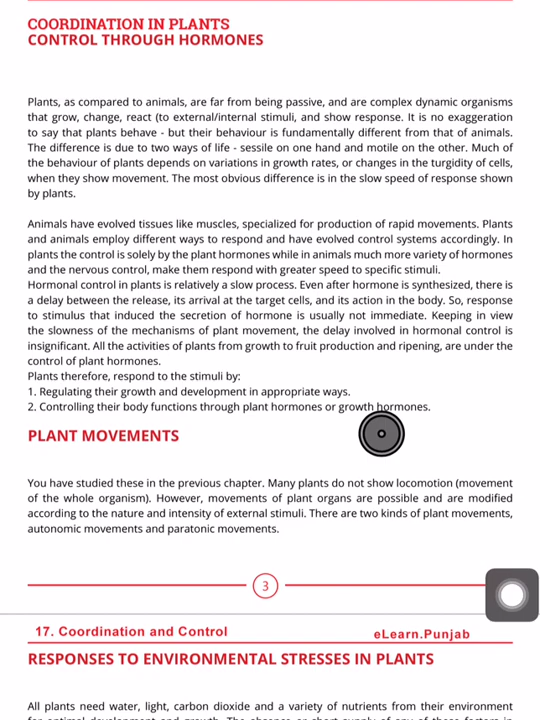 COORDINATION IN PLANTS
CONTROL THROUGH HORMONES
Plants, as compared to animals, are far from being passive, and are complex dynamic organisms
that grow, change, react (to external/internal stimuli, and show response. It is no exaggeration
to say that plants behave - but their behaviour is fundamentally different from that of animals.
The difference is due to two ways of life - sessile on one hand and motile on the other. Much of
the behaviour of plants depends on variations in growth rates, or changes in the turgidity of cells,
when they show movement. The most obvious difference is in the slow speed of response shown
by plants.
Animals have evolved tissues like muscles, specialized for production of rapid movements. Plants
and animals employ different ways to respond and have evolved control systems accordingly. In
plants the control is solely by the plant hormones while in animals much more variety of hormones
and the nervous control, make them respond with greater speed to specific stimuli.
Hormonal control in plants is relatively a slow process. Even after hormone is synthesized, there is
a delay between the release, its arrival at the target cells, and its action in the body. So, response
to stimulus that induced the secretion of hormone is usually not immediate. Keeping in view
the slowness of the mechanisms of plant movement, the delay involved in hormonal control is
insignificant. All the activities of plants from growth to fruit production and ripening, are under the
control of plant hormones.
Plants therefore, respond to the stimuli by:
1. Regulating their growth and development in appropriate ways.
2. Controlling their body functions through plant hormones or growth hormones.
PLANT MOVEMENTS
You have studied these in the previous chapter. Many plants do not show locomotion (movement
of the whole organism). However, movements of plant organs are possible and are modified
according to the nature and intensity of external stimuli. There are two kinds of plant movements,
autonomic movements and paratonic movements.
3
17. Coordination and Control eLearn.Punjab
RESPONSES TO ENVIRONMENTAL STRESSES IN PLANTS
All plants need water, light, carbon dioxide and a variety of nutrients from their environment
for optimal development and growth. The absence or short supply of any of these factors in